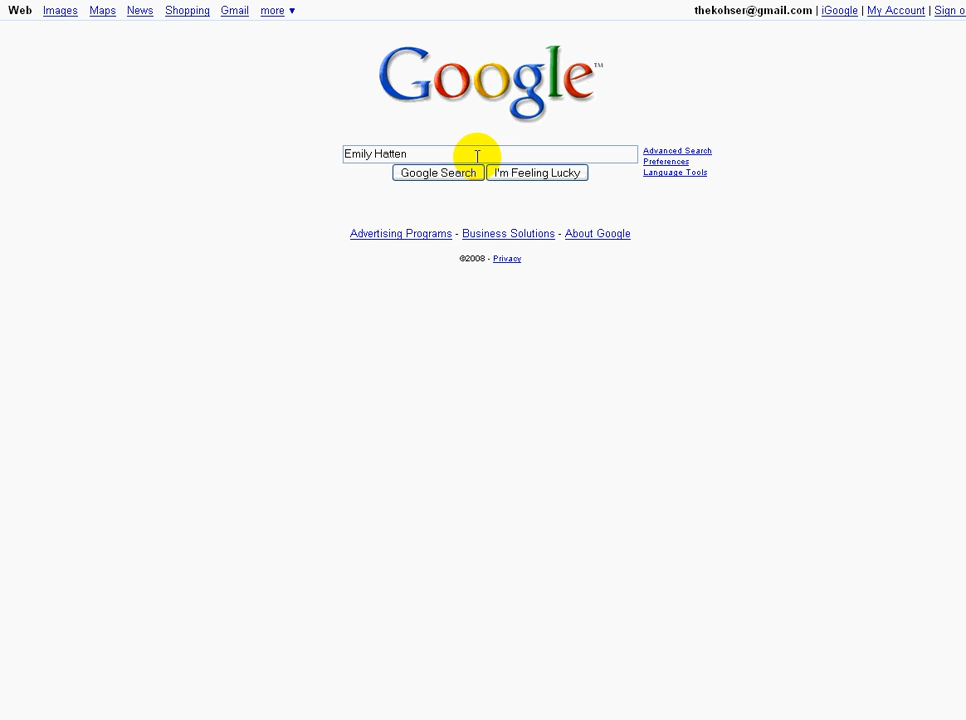 Web Images Maps News Shopping Gmail more ▼ thekohser@gmail.com | iGoogle | My Account | Sign o
Google™
Emily Hatten
Advanced Search
Preferences
Language Tools
Google Search I'm Feeling Lucky
Advertising Programs - Business Solutions - About Google
©2008 - Privacy